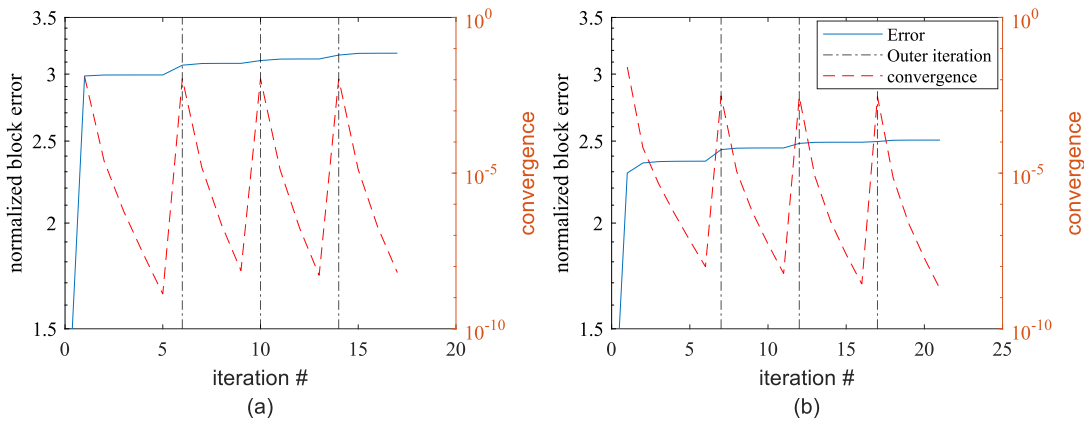 3.5
3
2.5
2
1.5
normalized block error
0
5
10
15
20
iteration #
10^0
10^-5
10^-10
convergence
(a)
3.5
3
2.5
2
1.5
normalized block error
0
5
10
15
20
25
iteration #
10^0
10^-5
10^-10
convergence
Error
Outer iteration
convergence
(b)